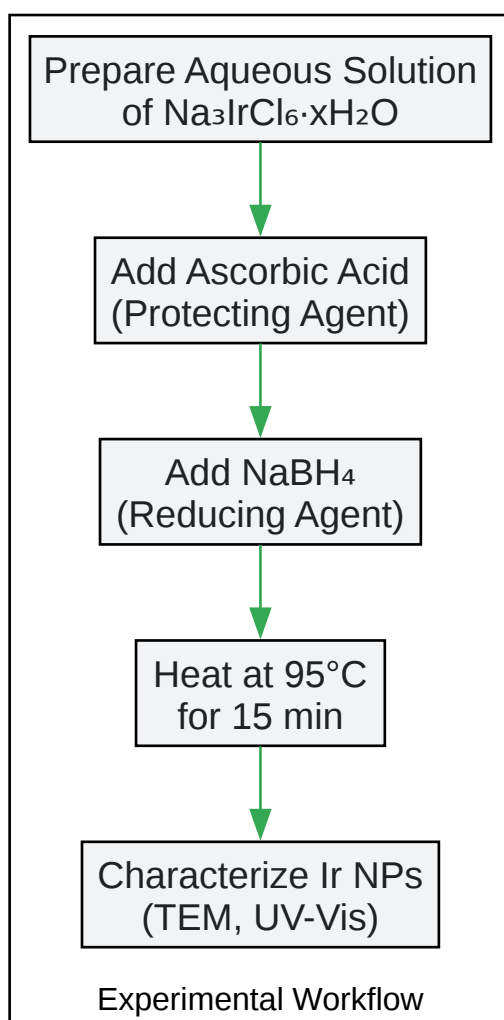 Prepare Aqueous Solution
of Na₃IrCl₆·xH₂O
Add Ascorbic Acid
(Protecting Agent)
Add NaBH₄
(Reducing Agent)
Heat at 95°C
for 15 min
Characterize Ir NPs
(TEM, UV-Vis)
Experimental Workflow